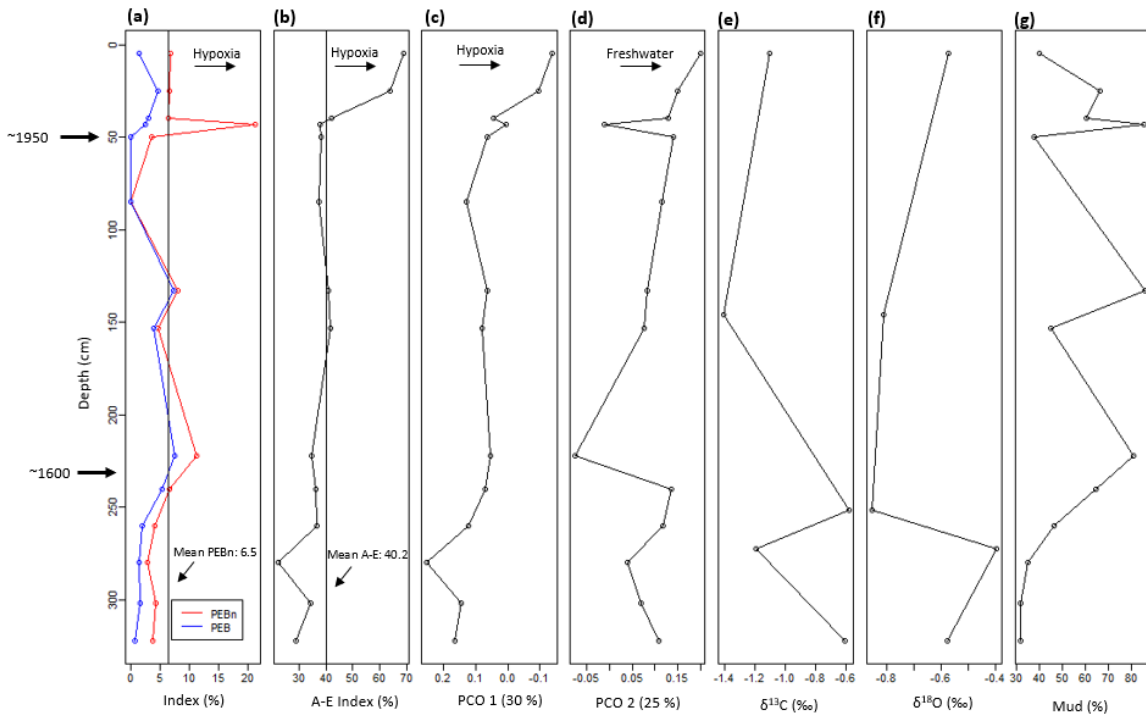 (a) (b) (c) (d) (e) (f) (g)
Hypoxia Hypoxia Hypoxia Freshwater
0
~1950
50
100
150
Depth (cm)
200
~1600
250
Mean PEBn: 6.5 Mean A-E: 40.2
300
PEBn
PEB
0 5 10 15 20 20 30 40 50 60 70 0.2 0.1 0.0 -0.1 -0.05 0.05 0.15 -1.4 -1.2 -1.0 -0.8 -0.6 -0.8 -0.6 -0.4 30 40 50 60 70 80
Index (%) A-E Index (%) PCO 1 (30 %) PCO 2 (25 %) δ¹³C (‰) δ¹⁸O (‰) Mud (%)